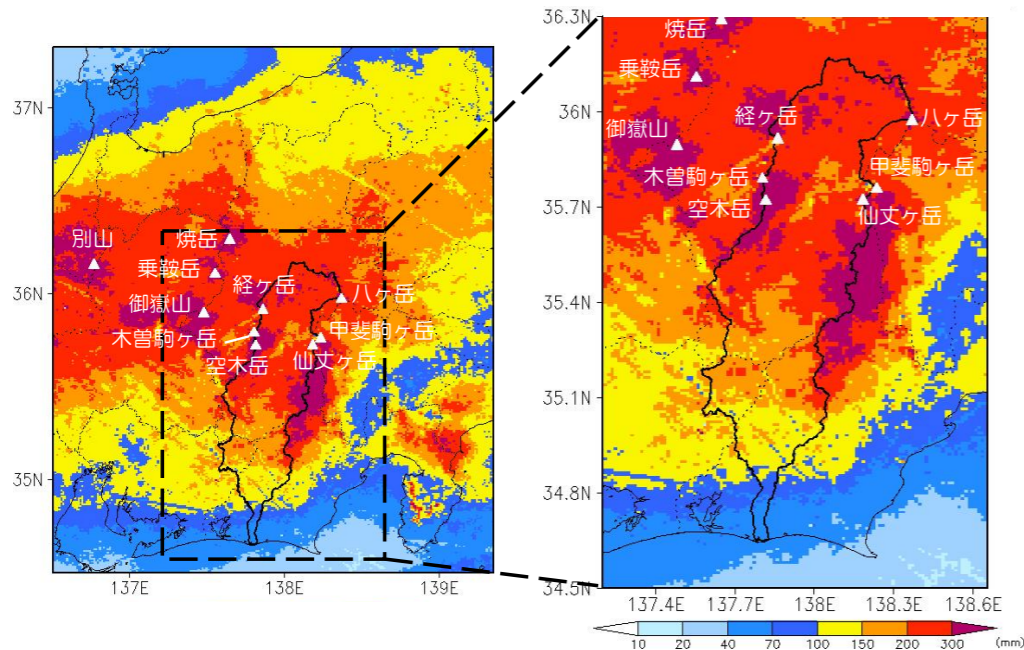 37N
36N
35N
137E
138E
139E
別山
焼岳
乗鞍岳
経ヶ岳
御嶽山
八ヶ岳
木曽駒ヶ岳
甲斐駒ヶ岳
空木岳
仙丈ヶ岳
36.3N
36N
35.7N
35.4N
35.1N
34.8N
34.5N
137.4E
137.7E
138E
138.3E
138.6E
焼岳
乗鞍岳
御嶽山
経ヶ岳
八ヶ岳
木曽駒ヶ岳
甲斐駒ヶ岳
空木岳
仙丈ヶ岳
10 20 40 70 100 150 200 300 (mm)